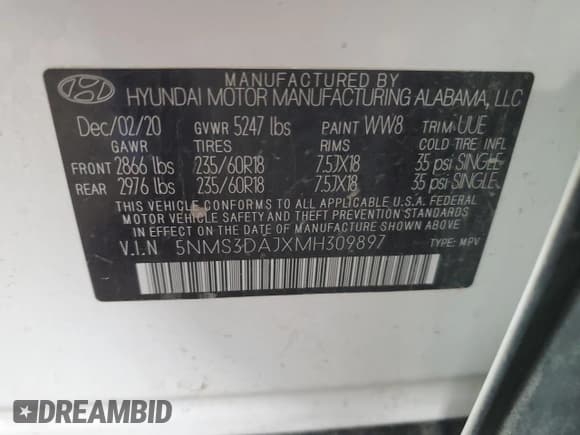 MANUFACTURED BY
HYUNDAI MOTOR MANUFACTURING ALABAMA, LLC
Dec/02/20 GVWR 5247 lbs PAINT WW8 TRIM UUE
GAWR TIRES RIMS COLD TIRE INFL
FRONT 2866 lbs 235/60R18 7.5JX18 35 psi SINGLE
REAR 2976 lbs 235/60R18 7.5JX18 35 psi SINGLE
THIS VEHICLE CONFORMS TO ALL APPLICABLE U.S.A FEDERAL
MOTOR VEHICLE SAFETY AND THEFT PREVENTION STANDARDS
IN EFFECT ON THE DATE OF MANUFACTURE SHOWN ABOVE.
V.I.N 5NMS3DAJXMH309897 TYPE: MPV
DREAMBID